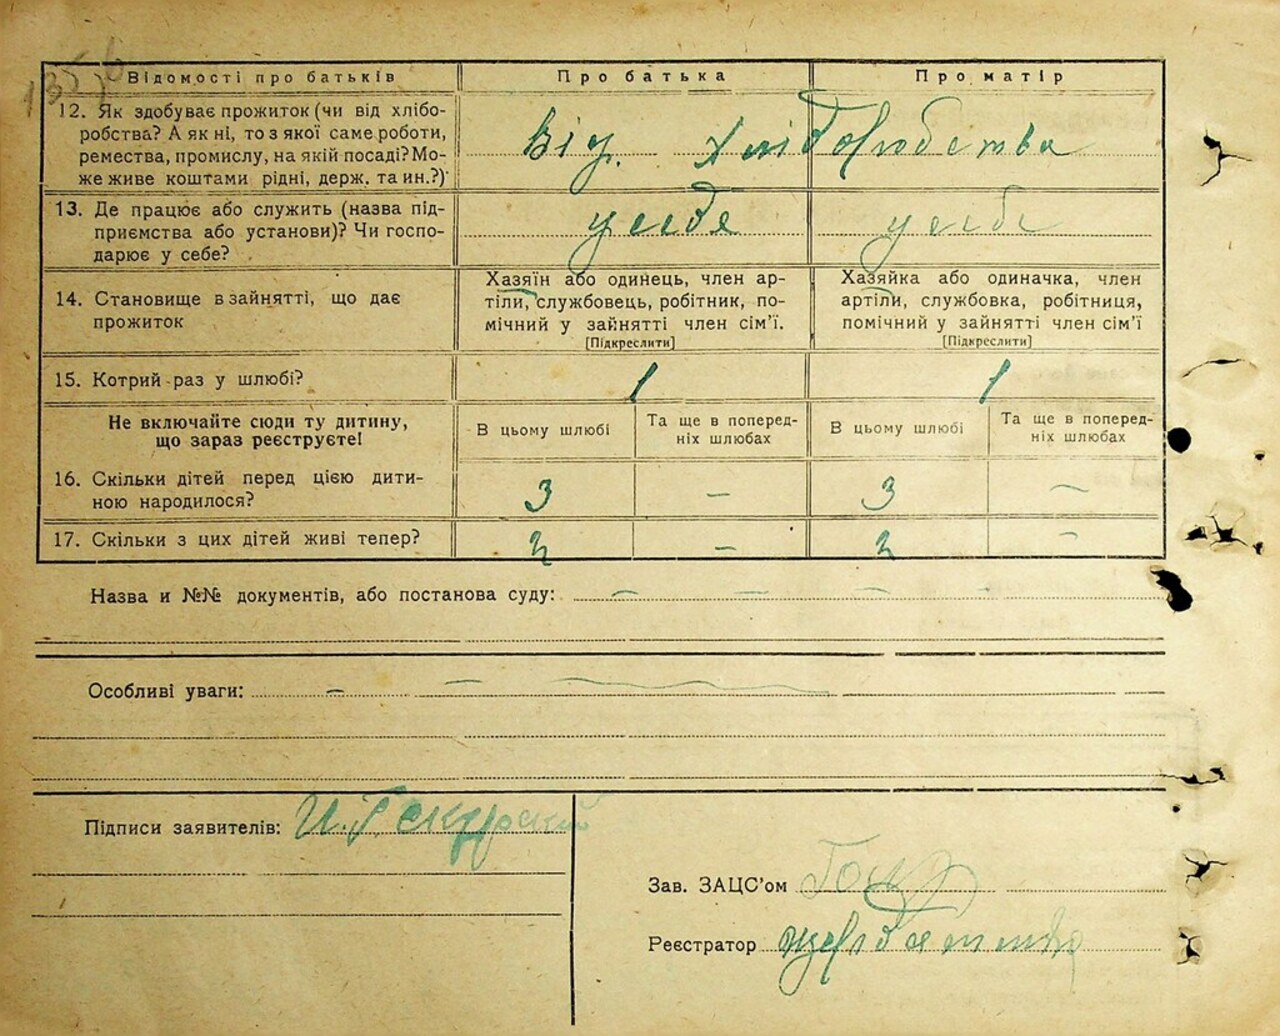 Відомості про батьків Про батька Про матір
12. Як здобуває прожиток (чи від хлібо-
робства? А як ні, то з якої саме роботи,
ремества, промислу, на якій посаді? Мо-
же живе коштами рідні, держ. та ин.?)
Від. хліборобства
13. Де працює або служить (назва під-
приємства або установи)? Чи госпо-
дарює у себе?
у себе у себе
14. Становище в зайнятті, що дає
прожиток
Хазяїн або одинець, член ар-
тіли, службовець, робітник, по-
мічний у зайнятті член сім’ї.
[Підкреслити]
Хазяйка або одиначка, член
артіли, службовка, робітниця,
помічний у зайнятті член сім’ї
[Підкреслити]
15. Котрий раз у шлюбі? 1 1
Не включайте сюди ту дитину,
що зараз реєструєте!
В цьому шлюбі
Та ще в поперед-
ніх шлюбах
В цьому шлюбі
Та ще в поперед-
ніх шлюбах
16. Скільки дітей перед цією дити-
ною народилося?
3 – 3 –
17. Скільки з цих дітей живі тепер? 2 – 2 –
Назва и №№ документів, або постанова суду: – – – –
Особливі уваги: – –
Підписи заявителів:
Зав. ЗАЦС’ом
Реєстратор